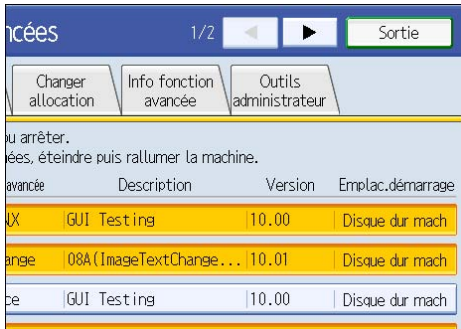 ncées 1/2 Sortie
Changer allocation
Info fonction avancée
Outils administrateur
ou arrêter.
ées, éteindre puis rallumer la machine.
avancée Description Version Emplac.démarrage
NX GUI Testing 10.00 Disque dur mach
ange 08A(ImageTextChange... 10.01 Disque dur mach
ce GUI Testing 10.00 Disque dur mach